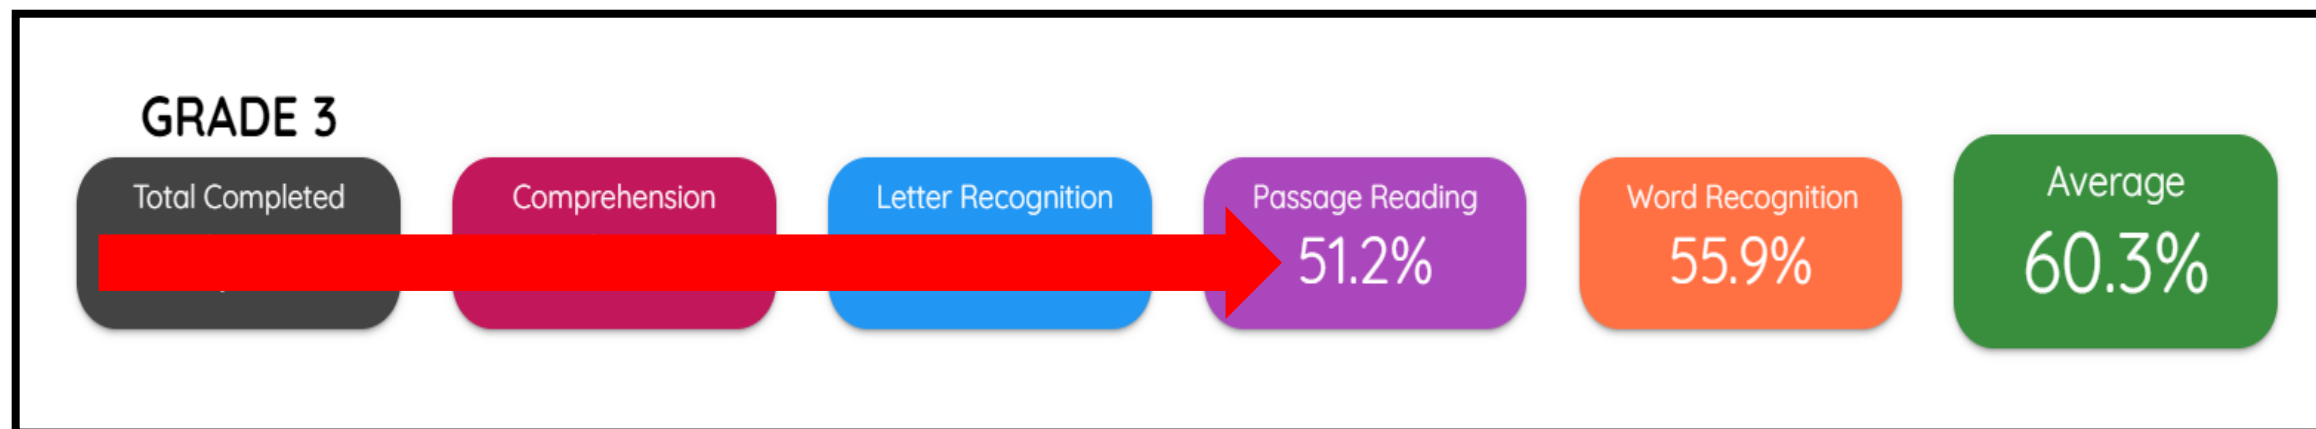 GRADE 3
Total Completed
Comprehension
Letter Recognition
Passage Reading
51.2%
Word Recognition
55.9%
Average
60.3%